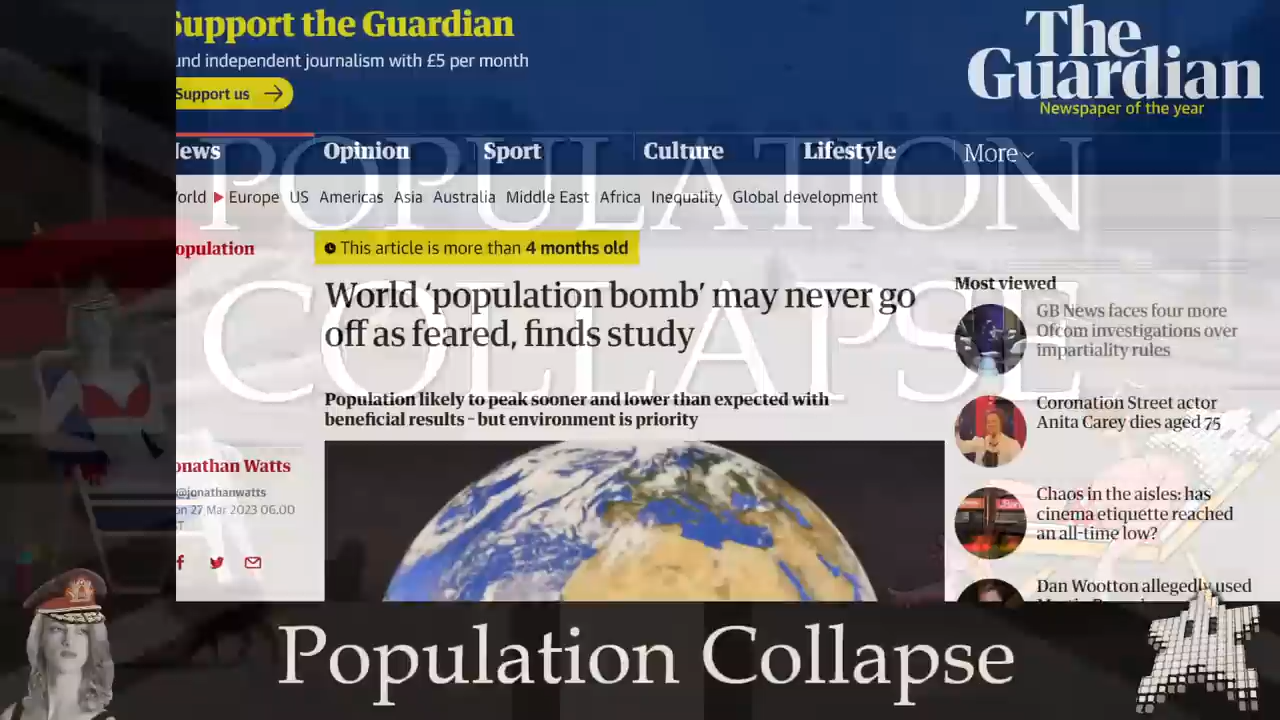 Support the Guardian
und independent journalism with £5 per month
Support us
The
Guardian
Newspaper of the year
News
Opinion
Sport
Culture
Lifestyle
More
orld
Europe
US
Americas
Asia
Australia
Middle East
Africa
Inequality
Global development
POPULATION
COLLAPSE
opulation
This article is more than 4 months old
World ‘population bomb’ may never go
off as feared, finds study
Population likely to peak sooner and lower than expected with
beneficial results – but environment is priority
onathan Watts
@jonathanwatts
on 27 Mar 2023 06.00
Most viewed
GB News faces four more
Ofcom investigations over
impartiality rules
Coronation Street actor
Anita Carey dies aged 75
Chaos in the aisles: has
cinema etiquette reached
an all-time low?
Dan Wootton allegedly used
Population Collapse